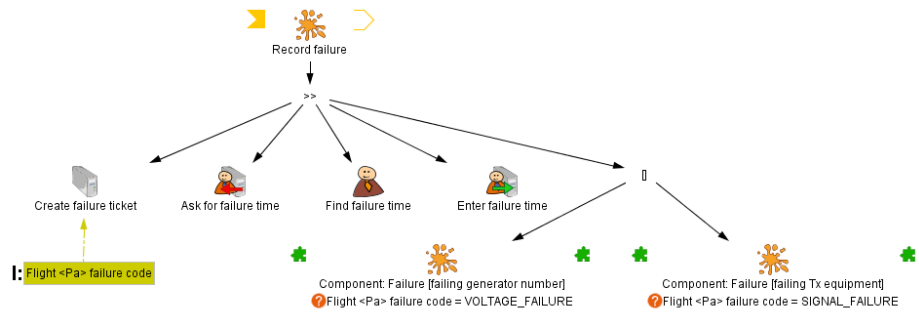 Record failure
>>
Create failure ticket
Ask for failure time
Find failure time
Enter failure time
[]
I: Flight <Pa> failure code
Component: Failure [failing generator number]
?Flight <Pa> failure code = VOLTAGE_FAILURE
Component: Failure [failing Tx equipment]
?Flight <Pa> failure code = SIGNAL_FAILURE